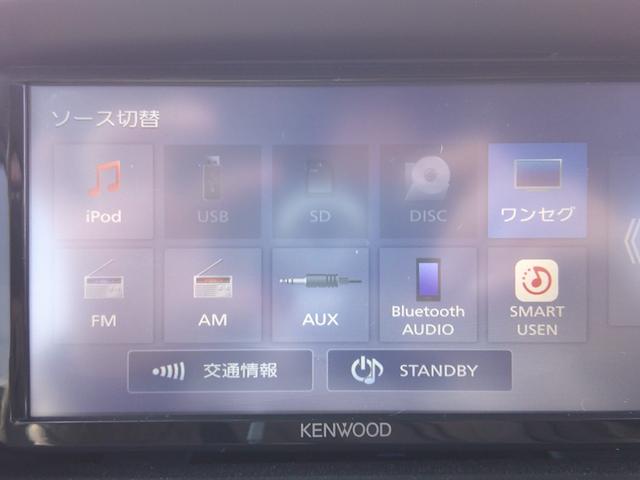 ソース切替
iPod
USB
SD
DISC
ワンセグ
FM
AM
AUX
Bluetooth
AUDIO
SMART
USEN
交通情報
STANDBY
KENWOOD